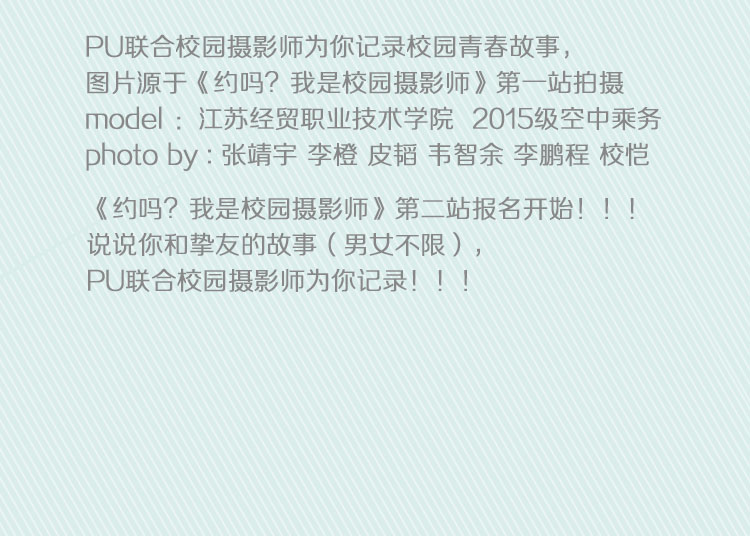 PU联合校园摄影师为你记录校园青春故事，
图片源于《约吗？我是校园摄影师》第一站拍摄
model ：江苏经贸职业技术学院 2015级空中乘务
photo by : 张靖宇 李橙 皮韬 韦智余 李鹏程 校恺
《约吗？我是校园摄影师》第二站报名开始！！！
说说你和挚友的故事（男女不限），
PU联合校园摄影师为你记录！！！